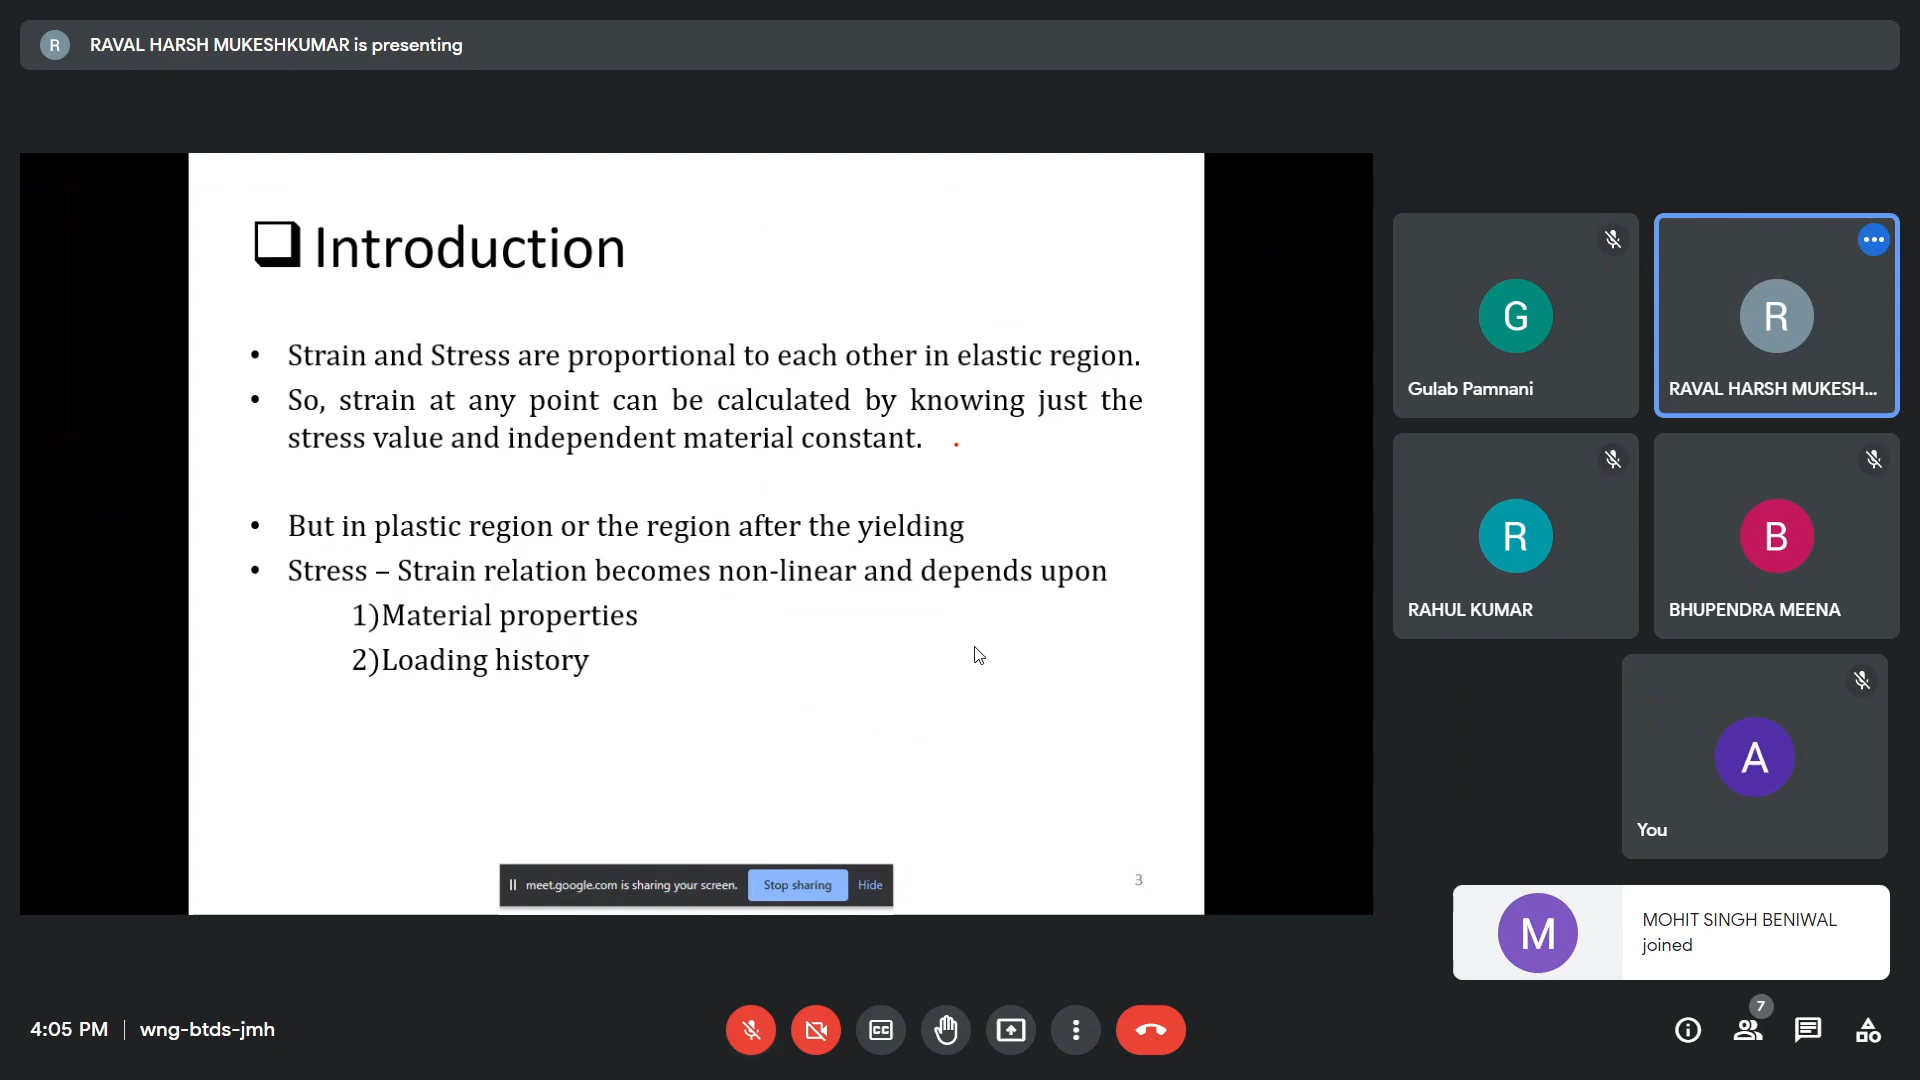 R RAVAL HARSH MUKESHKUMAR is presenting
Introduction
• Strain and Stress are proportional to each other in elastic region.
• So, strain at any point can be calculated by knowing just the
stress value and independent material constant.
• But in plastic region or the region after the yielding
• Stress – Strain relation becomes non-linear and depends upon
1)Material properties
2)Loading history
meet.google.com is sharing your screen. Stop sharing Hide
3
G
Gulab Pamnani
R
RAVAL HARSH MUKESH...
R
RAHUL KUMAR
B
BHUPENDRA MEENA
A
You
M
MOHIT SINGH BENIWAL
joined
4:05 PM | wng-btds-jmh
CC
7